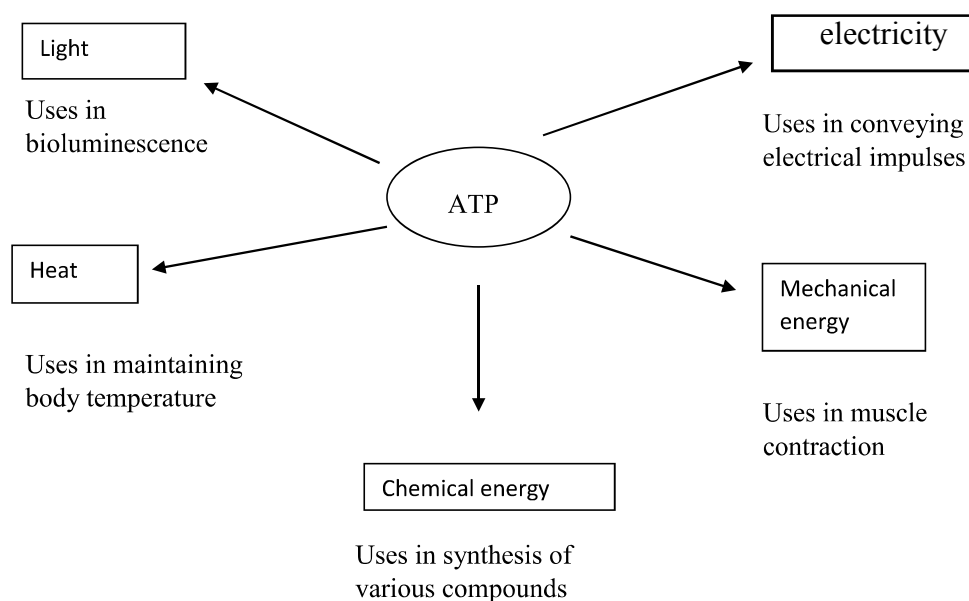 Light
electricity
Uses in
bioluminescence
Uses in conveying
electrical impulses
ATP
Heat
Mechanical
energy
Uses in maintaining
body temperature
Uses in muscle
contraction
Chemical energy
Uses in synthesis of
various compounds